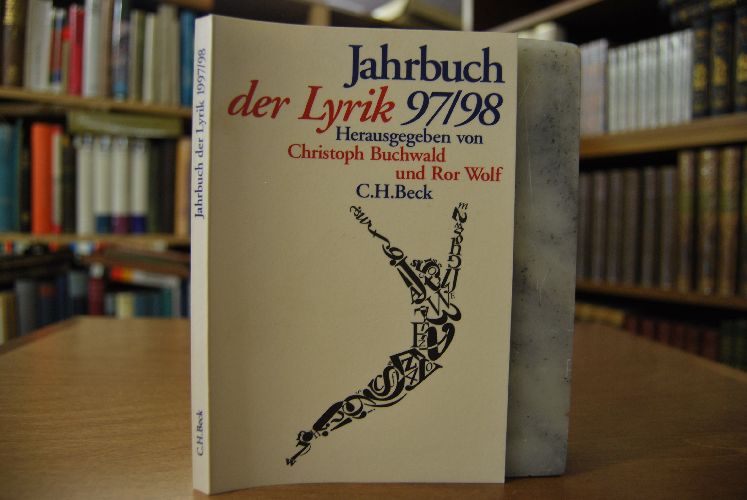 Jahrbuch
der Lyrik 97/98
Herausgegeben von
Christoph Buchwald
und Ror Wolf
C.H.Beck
Jahrbuch der Lyrik 1997/98
C.H.Beck